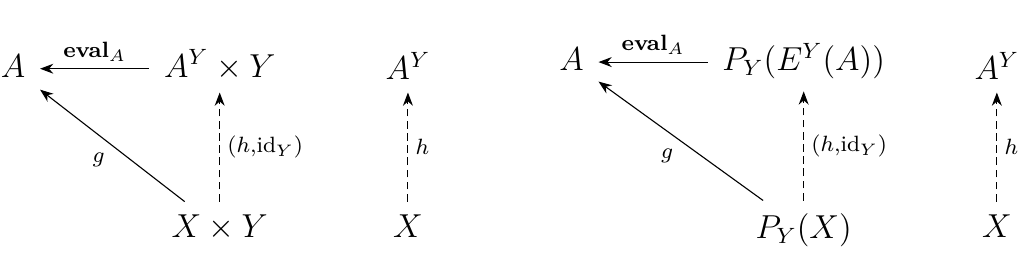 A eval_A A^Y × Y A^Y A eval_A P_Y(E^Y(A)) A^Y
g (h,id_Y) h g (h,id_Y) h
X × Y X P_Y(X) X